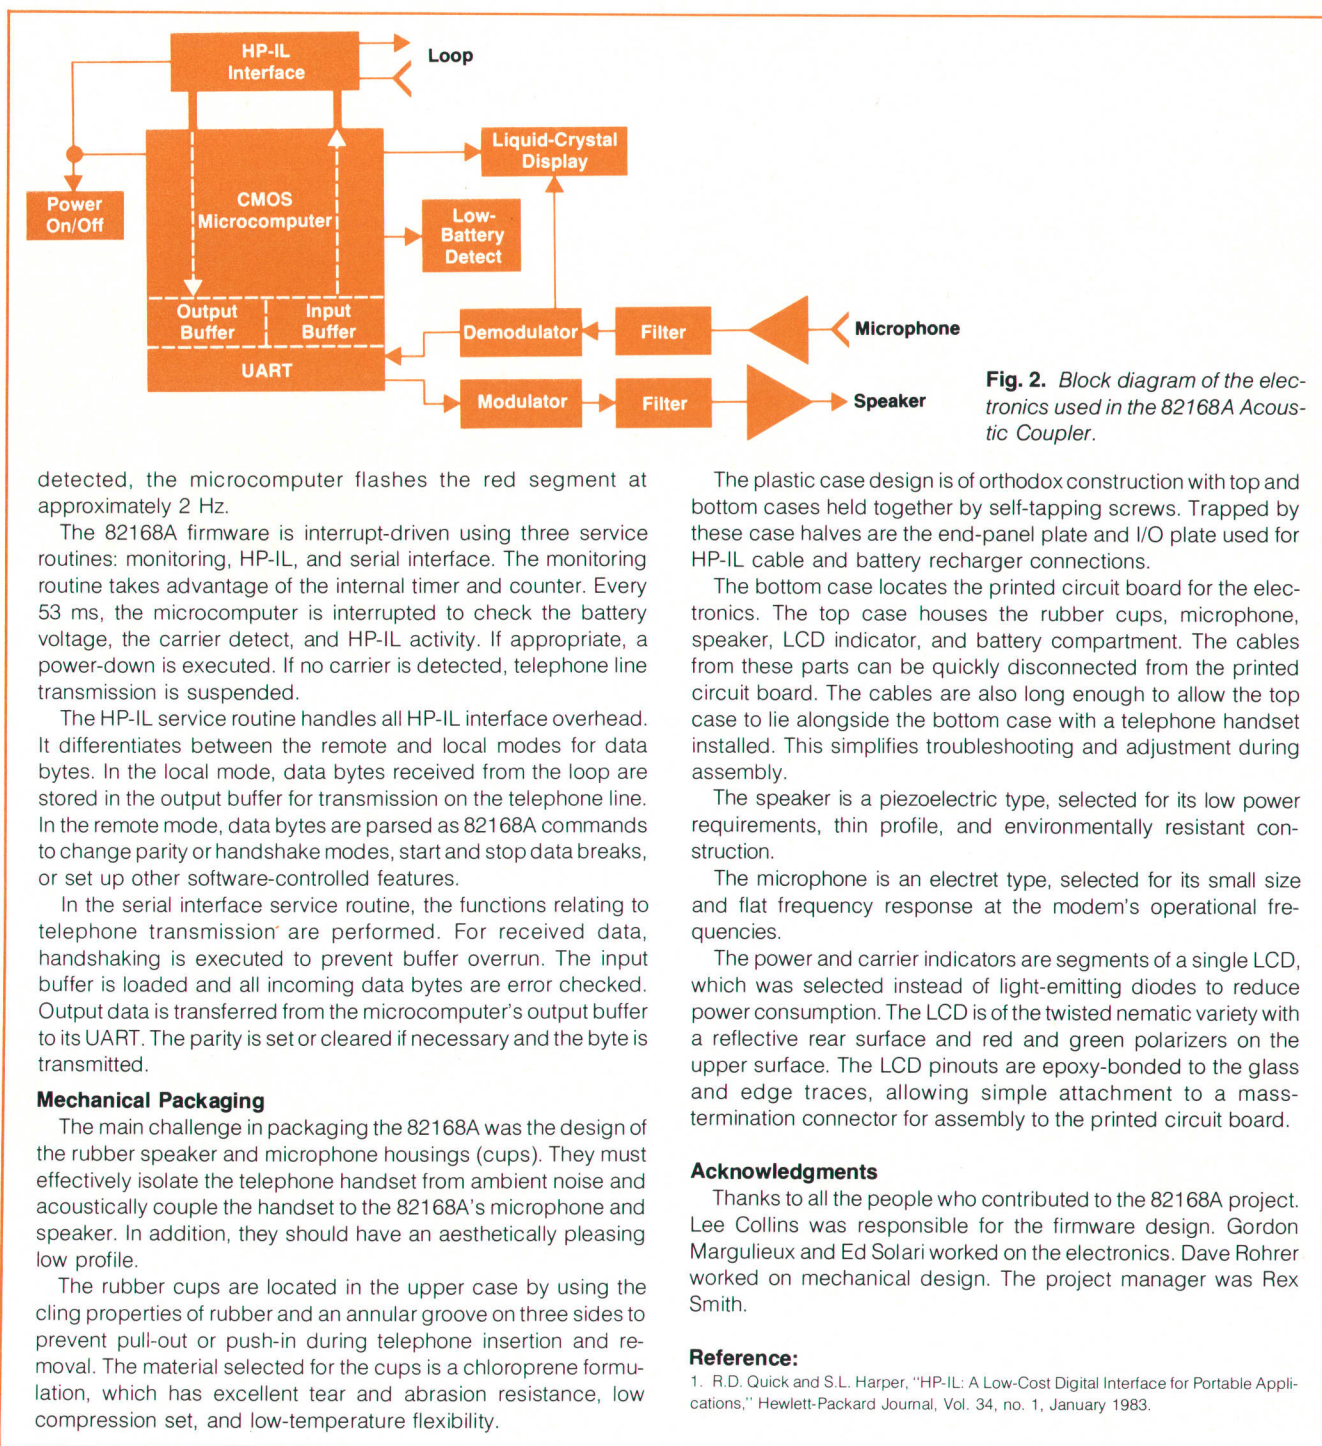 HP-IL
Interface
Loop
Liquid-Crystal
Display
CMOS
Microcomputer
Power
On/Off
Low-
Battery
Detect
Output
Buffer
Input
Buffer
UART
Demodulator
Filter
Microphone
Modulator
Filter
Speaker
Fig. 2. Block diagram of the elec-
tronics used in the 82168A Acous-
tic Coupler.
detected, the microcomputer flashes the red segment at
approximately 2 Hz.
The 82168A firmware is interrupt-driven using three service
routines: monitoring, HP-IL, and serial interface. The monitoring
routine takes advantage of the internal timer and counter. Every
53 ms, the microcomputer is interrupted to check the battery
voltage, the carrier detect, and HP-IL activity. If appropriate, a
power-down is executed. If no carrier is detected, telephone line
transmission is suspended.
The HP-IL service routine handles all HP-IL interface overhead.
It differentiates between the remote and local modes for data
bytes. In the local mode, data bytes received from the loop are
stored in the output buffer for transmission on the telephone line.
In the remote mode, data bytes are parsed as 82168A commands
to change parity or handshake modes, start and stop data breaks,
or set up other software-controlled features.
In the serial interface service routine, the functions relating to
telephone transmission are performed. For received data,
handshaking is executed to prevent buffer overrun. The input
buffer is loaded and all incoming data bytes are error checked.
Output data is transferred from the microcomputer's output buffer
to its UART. The parity is set or cleared if necessary and the byte is
transmitted.
Mechanical Packaging
The main challenge in packaging the 82168A was the design of
the rubber speaker and microphone housings (cups). They must
effectively isolate the telephone handset from ambient noise and
acoustically couple the handset to the 82168A's microphone and
speaker. In addition, they should have an aesthetically pleasing
low profile.
The rubber cups are located in the upper case by using the
cling properties of rubber and an annular groove on three sides to
prevent pull-out or push-in during telephone insertion and re-
moval. The material selected for the cups is a chloroprene formu-
lation, which has excellent tear and abrasion resistance, low
compression set, and low-temperature flexibility.
The plastic case design is of orthodox construction with top and
bottom cases held together by self-tapping screws. Trapped by
these case halves are the end-panel plate and I/O plate used for
HP-IL cable and battery recharger connections.
The bottom case locates the printed circuit board for the elec-
tronics. The top case houses the rubber cups, microphone,
speaker, LCD indicator, and battery compartment. The cables
from these parts can be quickly disconnected from the printed
circuit board. The cables are also long enough to allow the top
case to lie alongside the bottom case with a telephone handset
installed. This simplifies troubleshooting and adjustment during
assembly.
The speaker is a piezoelectric type, selected for its low power
requirements, thin profile, and environmentally resistant con-
struction.
The microphone is an electret type, selected for its small size
and flat frequency response at the modem's operational fre-
quencies.
The power and carrier indicators are segments of a single LCD,
which was selected instead of light-emitting diodes to reduce
power consumption. The LCD is of the twisted nematic variety with
a reflective rear surface and red and green polarizers on the
upper surface. The LCD pinouts are epoxy-bonded to the glass
and edge traces, allowing simple attachment to a mass-
termination connector for assembly to the printed circuit board.
Acknowledgments
Thanks to all the people who contributed to the 82168A project.
Lee Collins was responsible for the firmware design. Gordon
Margulieux and Ed Solari worked on the electronics. Dave Rohrer
worked on mechanical design. The project manager was Rex
Smith.
Reference:
1. R.D. Quick and S.L. Harper, "HP-IL: A Low-Cost Digital Interface for Portable Appli-
cations," Hewlett-Packard Journal, Vol. 34, no. 1, January 1983.